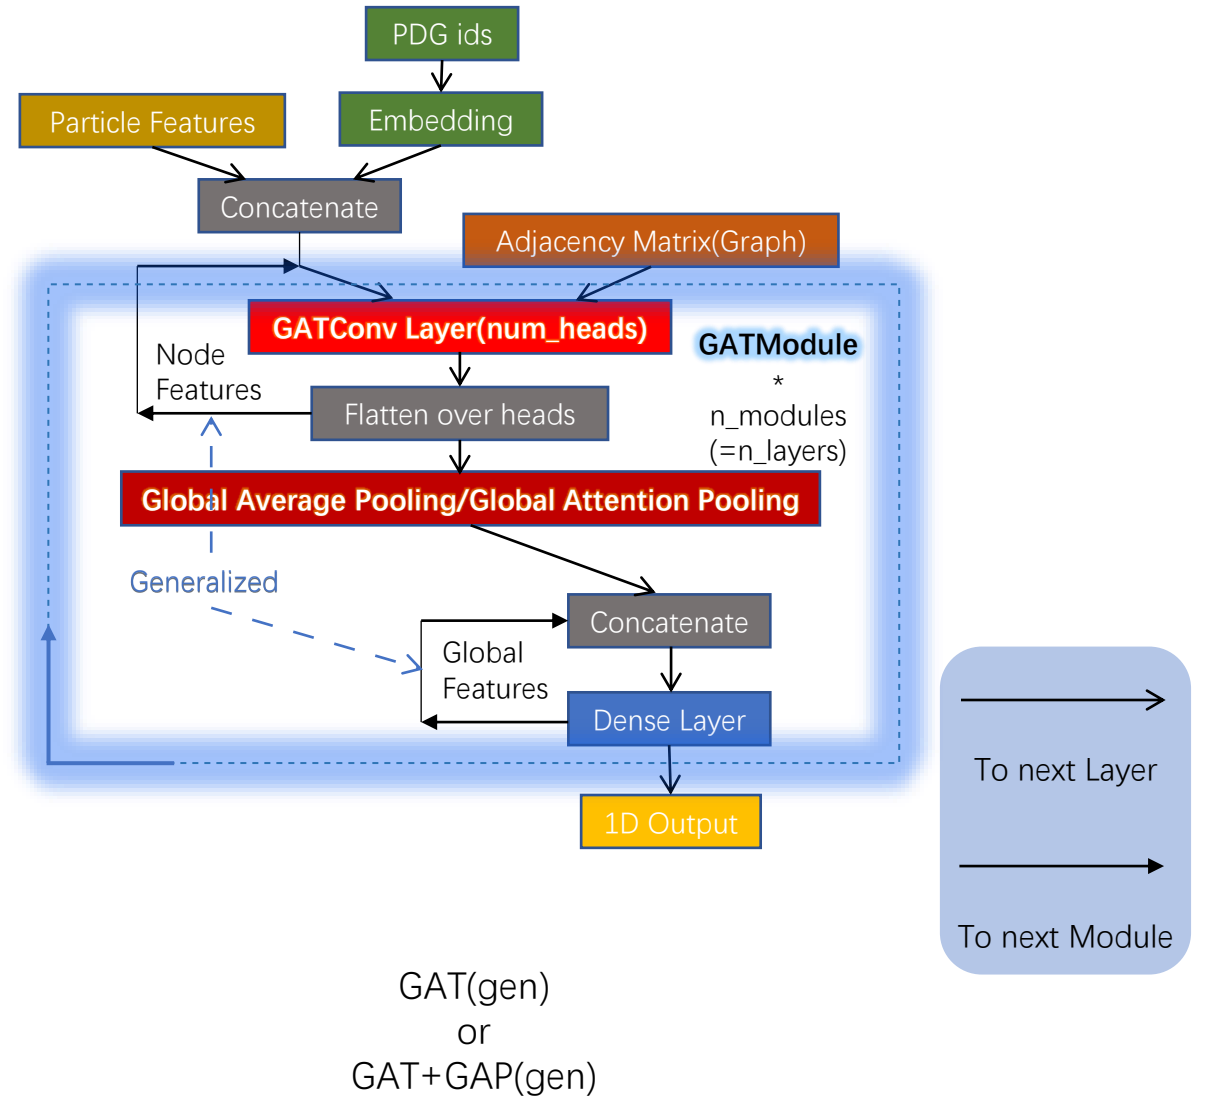 PDG ids
Particle Features
Embedding
Concatenate
Adjacency Matrix(Graph)
GATConv Layer(num_heads)
GATModule
*
n_modules
(=n_layers)
Node
Features
Flatten over heads
Global Average Pooling/Global Attention Pooling
Generalized
Concatenate
Global
Features
Dense Layer
1D Output
To next Layer
To next Module
GAT(gen)
or
GAT+GAP(gen)